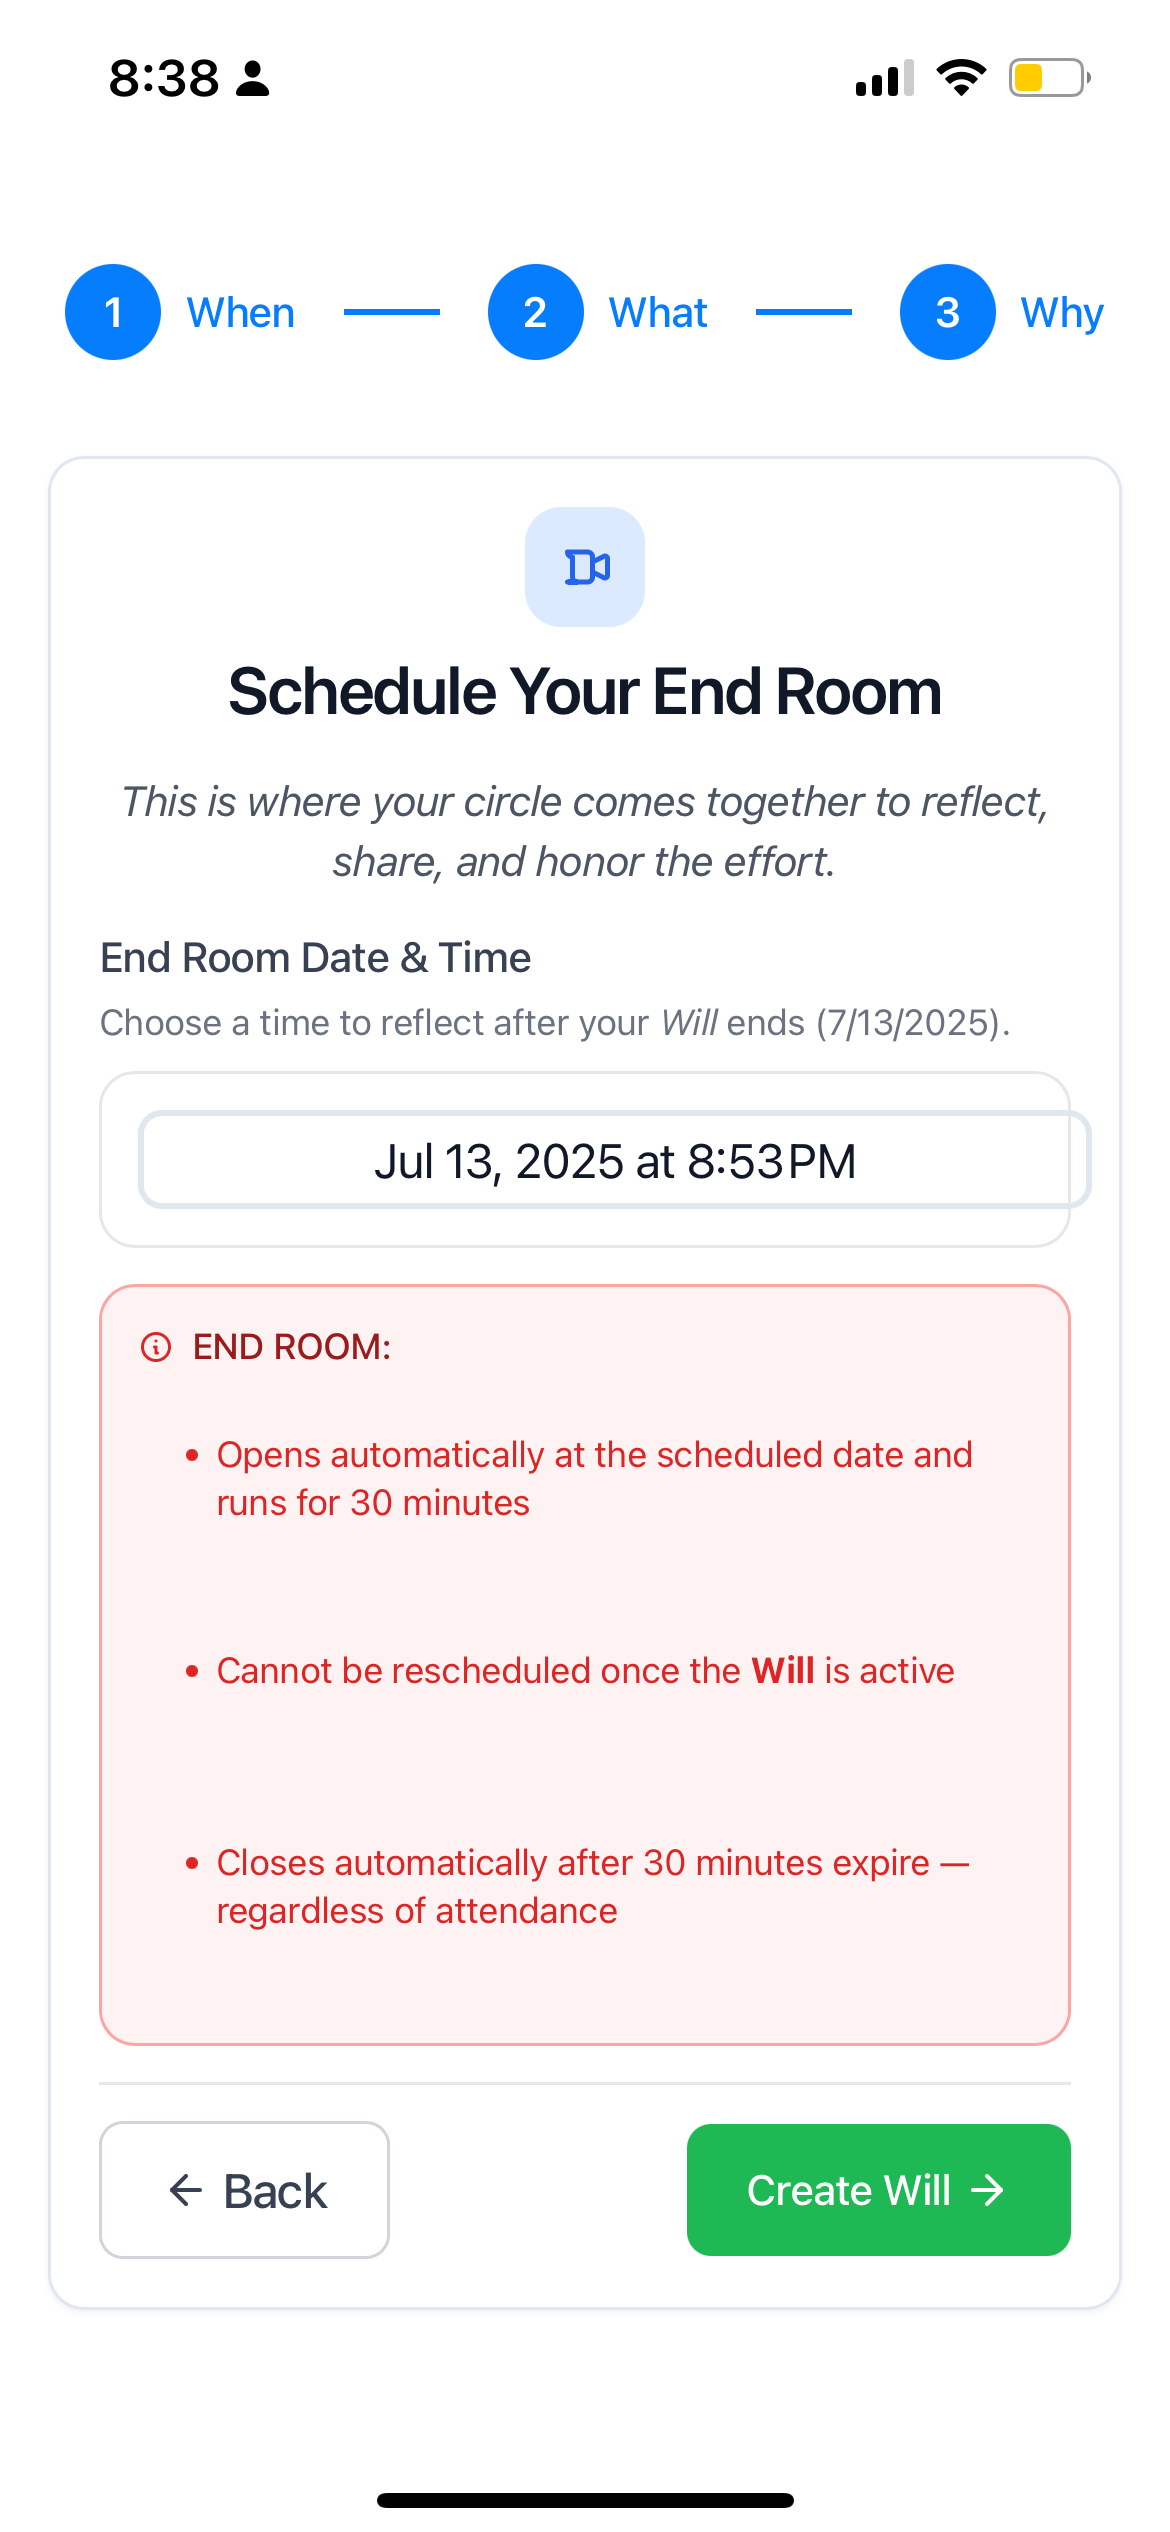 8:38
1 When 2 What 3 Why
Schedule Your End Room
This is where your circle comes together to reflect,
share, and honor the effort.
End Room Date & Time
Choose a time to reflect after your Will ends (7/13/2025).
Jul 13, 2025 at 8:53 PM
END ROOM:
• Opens automatically at the scheduled date and
runs for 30 minutes
• Cannot be rescheduled once the Will is active
• Closes automatically after 30 minutes expire —
regardless of attendance
← Back
Create Will →